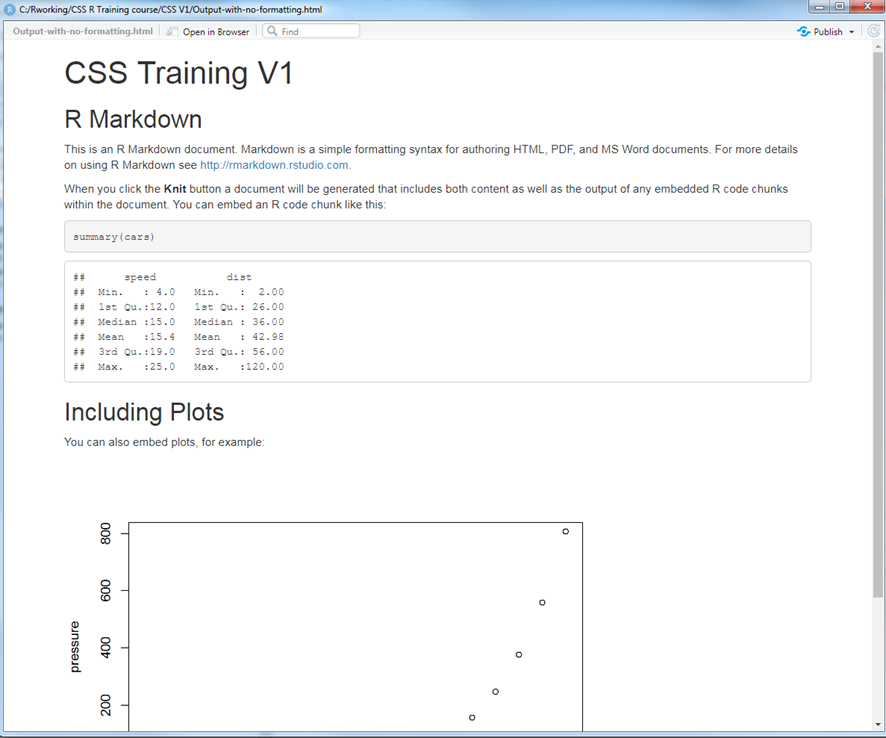 C:/Rworking/CSS R Training course/CSS V1/Output-with-no-formatting.html
Output-with-no-formatting.html Open in Browser Find Publish
CSS Training V1
R Markdown
This is an R Markdown document. Markdown is a simple formatting syntax for authoring HTML, PDF, and MS Word documents. For more details
on using R Markdown see http://rmarkdown.rstudio.com.
When you click the Knit button a document will be generated that includes both content as well as the output of any embedded R code chunks
within the document. You can embed an R code chunk like this:
summary(cars)
##      speed           dist
##  Min.   : 4.0   Min.   :  2.00
##  1st Qu.:12.0   1st Qu.: 26.00
##  Median :15.0   Median : 36.00
##  Mean   :15.4   Mean   : 42.98
##  3rd Qu.:19.0   3rd Qu.: 56.00
##  Max.   :25.0   Max.   :120.00
Including Plots
You can also embed plots, for example:
800
600
400
200
pressure